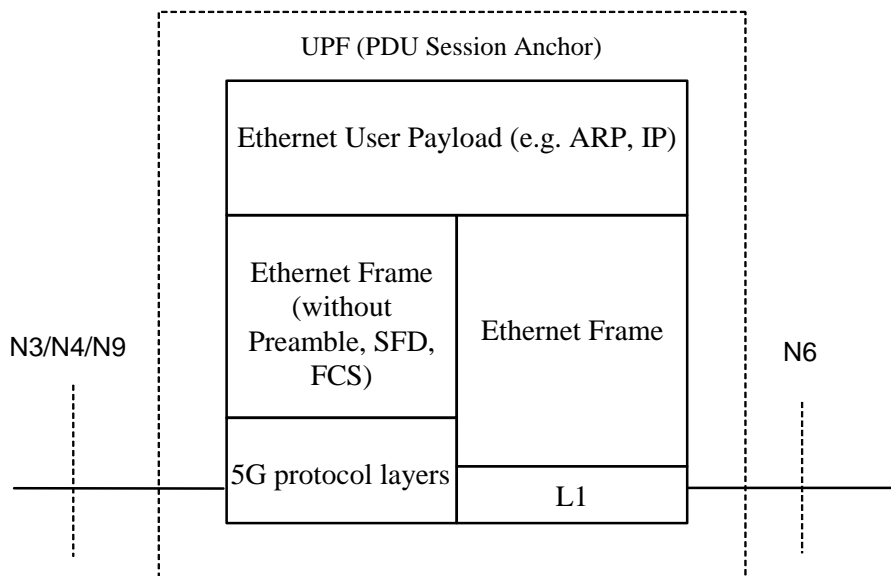 UPF (PDU Session Anchor)
Ethernet User Payload (e.g. ARP, IP)
Ethernet Frame
(without
Preamble, SFD,
FCS)
Ethernet Frame
N3/N4/N9
N6
5G protocol layers
L1